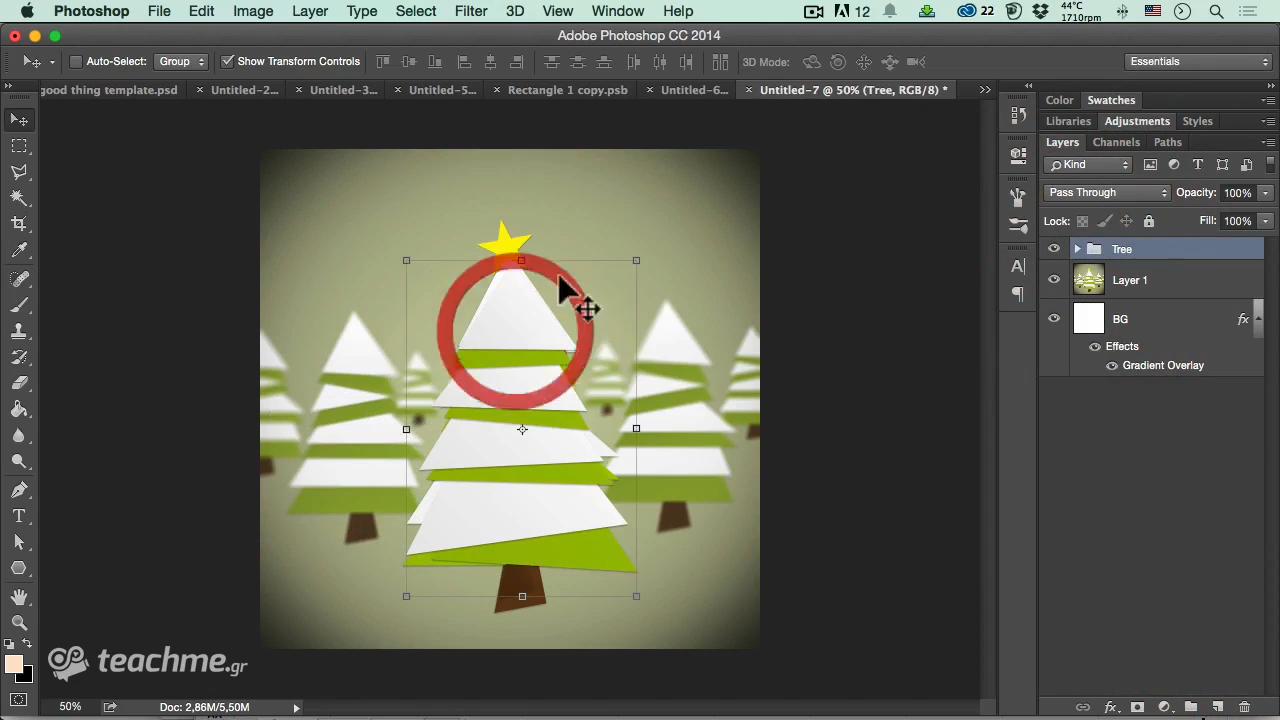 Photoshop File Edit Image Layer Type Select Filter 3D View Window Help 12 22 44°C 1710rpm
Adobe Photoshop CC 2014
Auto-Select: Group Show Transform Controls 3D Mode: Essentials
good thing template.psd × Untitled-2... × Untitled-3... × Untitled-5... × Rectangle 1 copy.psb × Untitled-6... × Untitled-7 @ 50% (Tree, RGB/8) *
Color Swatches
Libraries Adjustments Styles
Layers Channels Paths
Kind
Pass Through Opacity: 100%
Lock: Fill: 100%
Tree
Layer 1
BG fx
Effects
Gradient Overlay
teachme.gr
50% Doc: 2,86M/5,50M